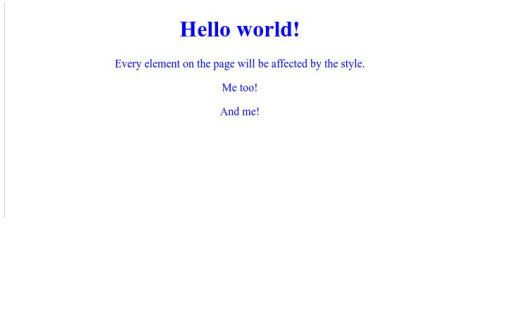 Hello world!
Every element on the page will be affected by the style.
Me too!
And me!